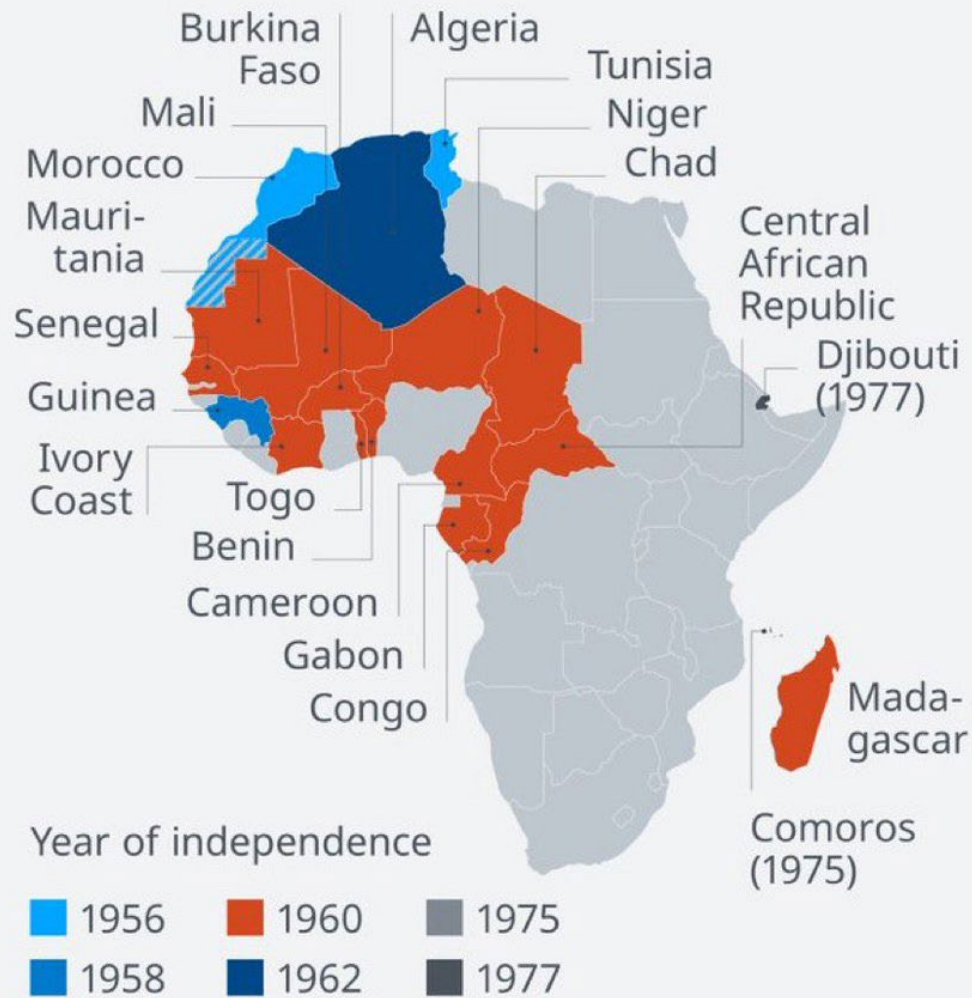 Burkina
Faso
Algeria
Tunisia
Mali
Niger
Morocco
Chad
Mauri-
tania
Central
African
Republic
Senegal
Djibouti
(1977)
Guinea
Ivory
Coast
Togo
Benin
Cameroon
Gabon
Congo
Mada-
gascar
Comoros
(1975)
Year of independence
1956
1960
1975
1958
1962
1977